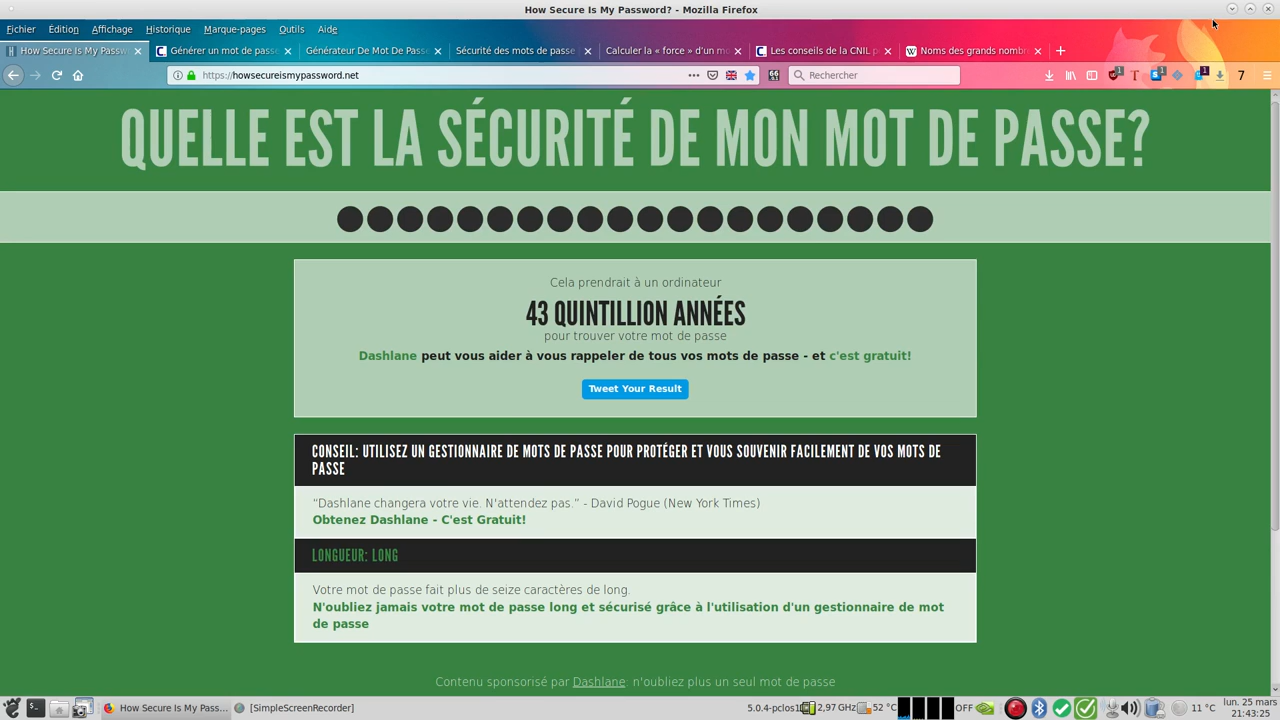 How Secure Is My Password? - Mozilla Firefox
Fichier Édition Affichage Historique Marque-pages Outils Aide
How Secure Is My Passw
Générer un mot de passe
Générateur De Mot De Passe
Sécurité des mots de passe
Calculer la « force » d'un mo
Les conseils de la CNIL p
Noms des grands nomb
https://howsecureismypassword.net
Rechercher
7
QUELLE EST LA SÉCURITÉ DE MON MOT DE PASSE?
Cela prendrait à un ordinateur
43 QUINTILLION ANNÉES
pour trouver votre mot de passe
Dashlane peut vous aider à vous rappeler de tous vos mots de passe - et c'est gratuit!
Tweet Your Result
CONSEIL: UTILISEZ UN GESTIONNAIRE DE MOTS DE PASSE POUR PROTÉGER ET VOUS SOUVENIR FACILEMENT DE VOS MOTS DE
PASSE
“Dashlane changera votre vie. N'attendez pas.” - David Pogue (New York Times)
Obtenez Dashlane - C'est Gratuit!
LONGUEUR: LONG
Votre mot de passe fait plus de seize caractères de long.
N'oubliez jamais votre mot de passe long et sécurisé grâce à l'utilisation d'un gestionnaire de mot
de passe
Contenu sponsorisé par Dashlane: n'oubliez plus un seul mot de passe
How Secure Is My Pass...
[SimpleScreenRecorder]
5.0.4-pclos1
2,97 GHz
52 °C
OFF
11 °C
lun. 25 mars
21:43:25